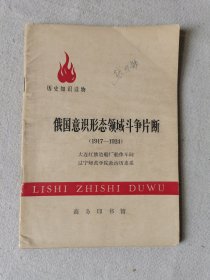 历史知识读物
俄国意识形态领域斗争片断
(1917—1924)
大连红旗造船厂船体车间
辽宁师范学院政治历史系
LISHI ZHISHI DUWU
商务印书馆